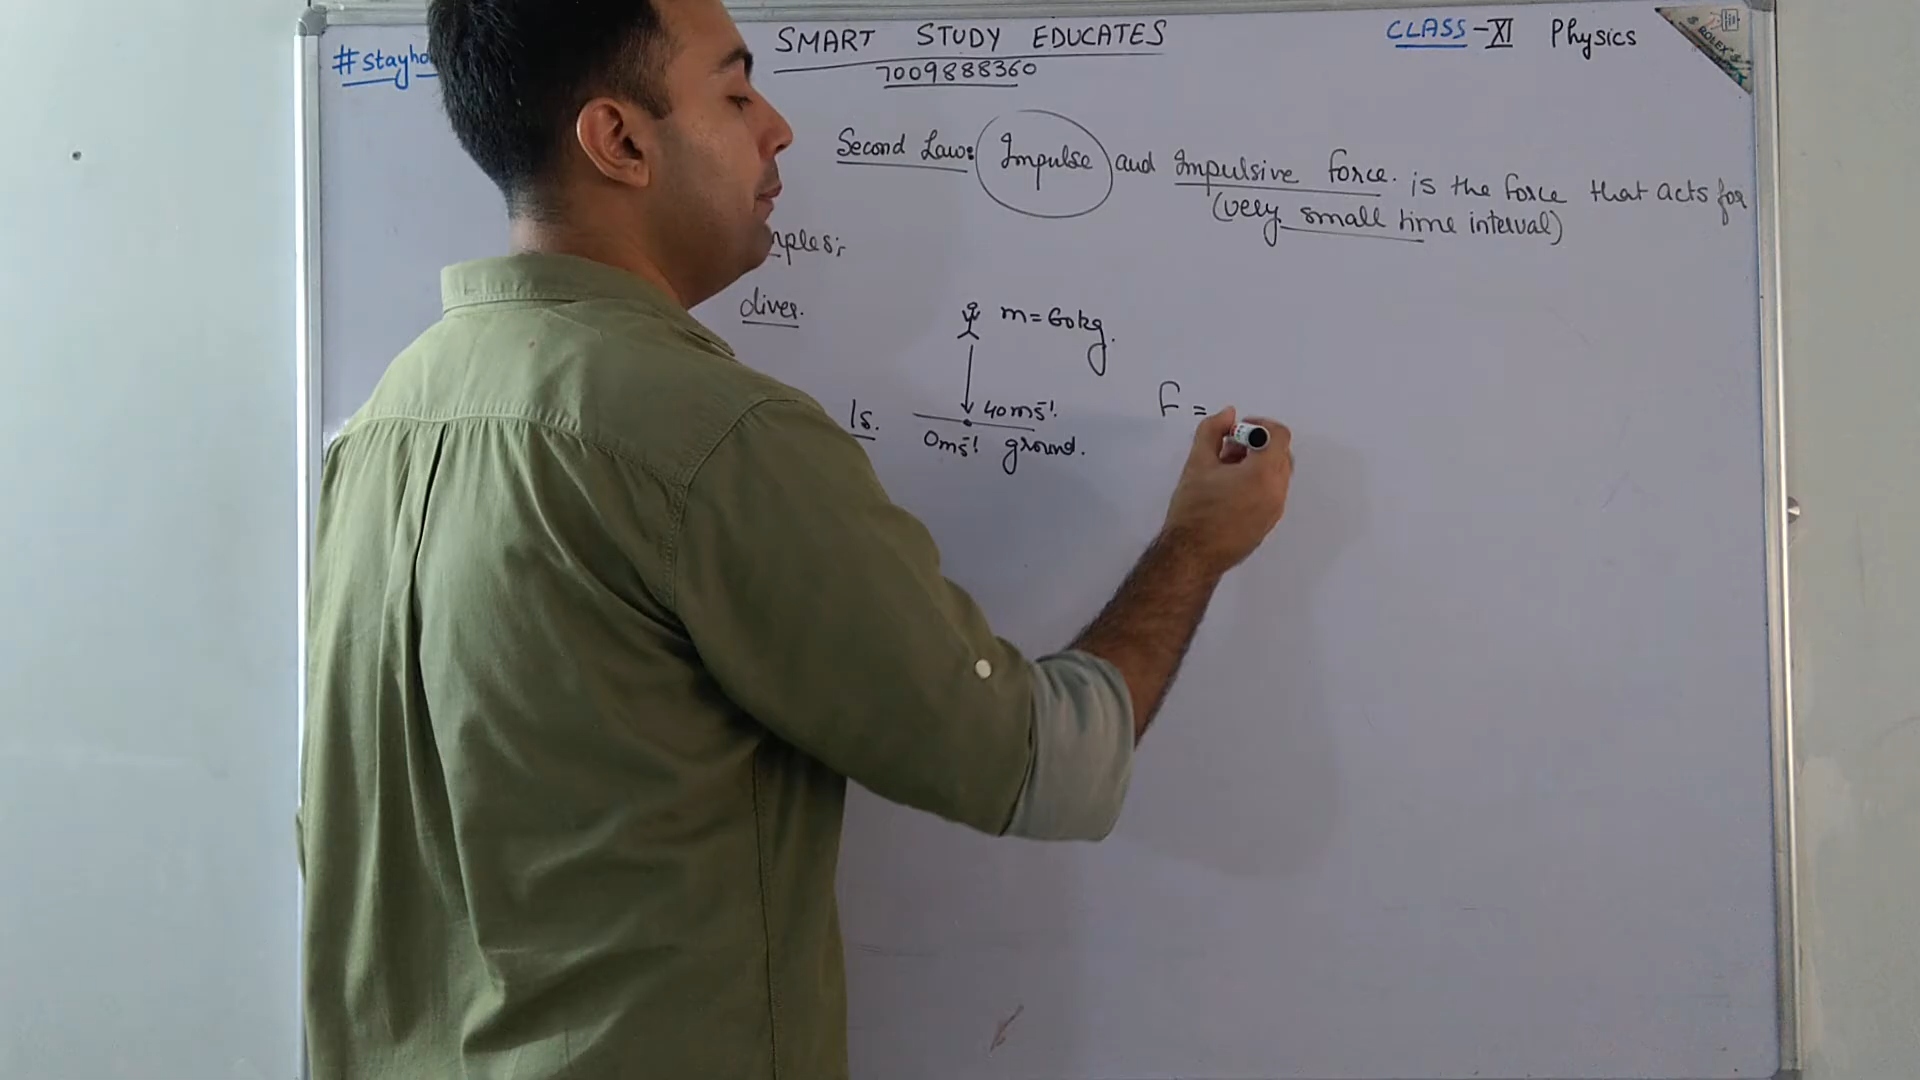 #stayho
SMART STUDY EDUCATES
7009888360
CLASS-XI Physics
ROLEX
Second Law: Impulse and Impulsive force. is the force that acts for
(very small time interval)
mples;
diver.
m=60kg.
1s.
40ms⁻¹.
0ms⁻¹ ground.
F =